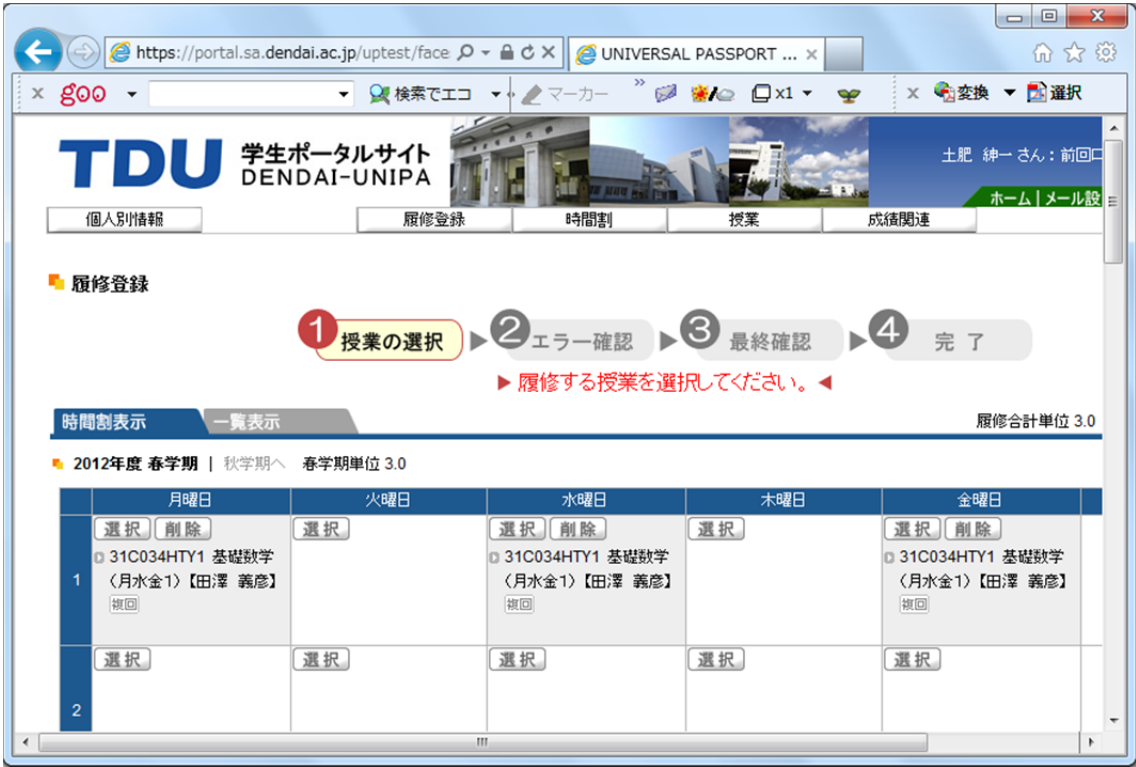 https://portal.sa.dendai.ac.jp/uptest/face
UNIVERSAL PASSPORT ...
goo 検索でエコ マーカー x1 変換 選択
TDU 学生ポータルサイト
DENDAI-UNIPA
土肥 紳一 さん：前回ロ
ホーム | メール設
個人別情報 履修登録 時間割 授業 成績関連
履修登録
1 授業の選択 2 エラー確認 3 最終確認 4 完了
履修する授業を選択してください。
時間割表示 一覧表示 履修合計単位 3.0
2012年度 春学期 | 秋学期へ 春学期単位 3.0
月曜日 火曜日 水曜日 木曜日 金曜日
1
選択 削除
31C034HTY1 基礎数学
（月水金1）【田澤 義彦】
複回
選択
選択 削除
31C034HTY1 基礎数学
（月水金1）【田澤 義彦】
複回
選択
選択 削除
31C034HTY1 基礎数学
（月水金1）【田澤 義彦】
複回
2
選択 選択 選択 選択 選択